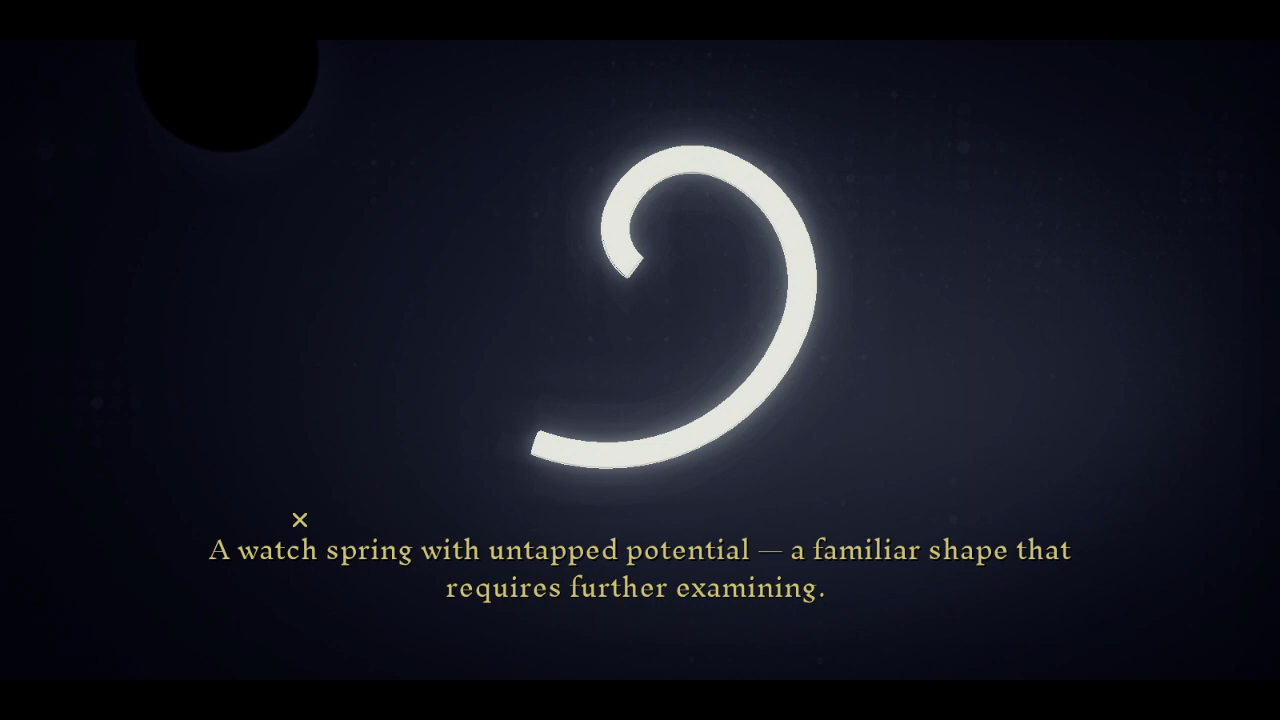 A watch spring with untapped potential — a familiar shape that
requires further examining.